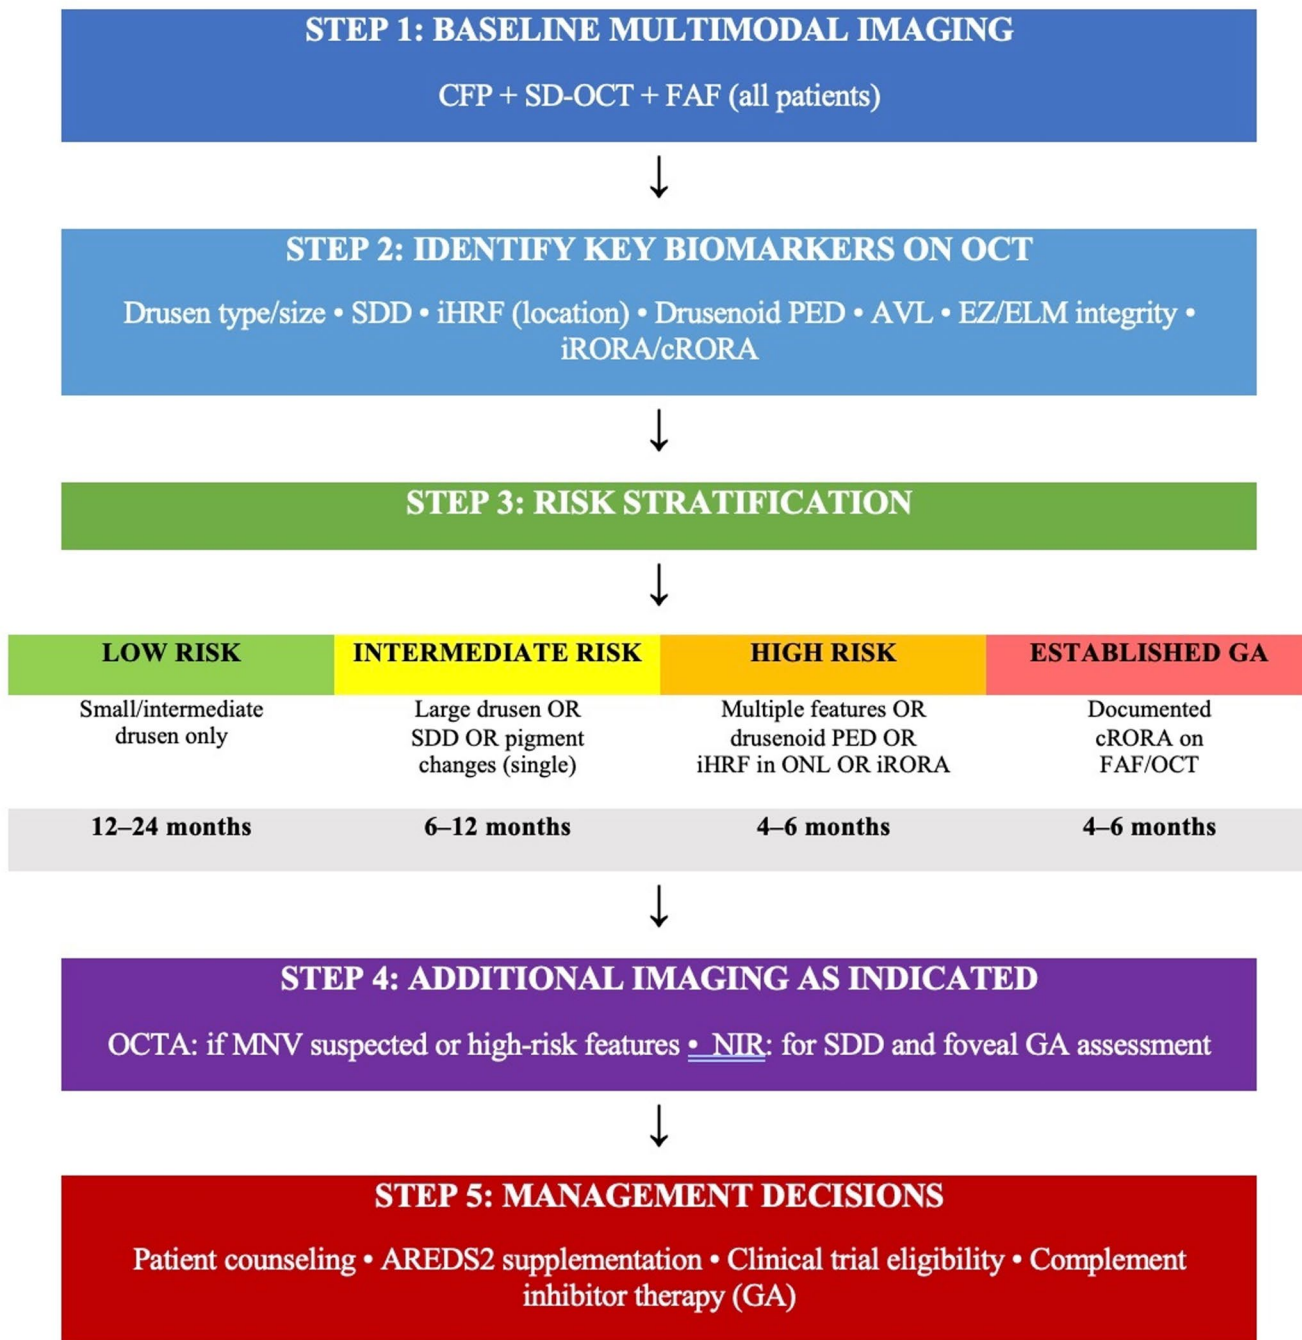 STEP 1: BASELINE MULTIMODAL IMAGING
CFP + SD-OCT + FAF (all patients)
↓
STEP 2: IDENTIFY KEY BIOMARKERS ON OCT
Drusen type/size • SDD • iHRF (location) • Drusenoid PED • AVL • EZ/ELM integrity •
iRORA/cRORA
↓
STEP 3: RISK STRATIFICATION
↓
LOW RISK
Small/intermediate
drusen only
12–24 months
INTERMEDIATE RISK
Large drusen OR
SDD OR pigment
changes (single)
6–12 months
HIGH RISK
Multiple features OR
drusenoid PED OR
iHRF in ONL OR iRORA
4–6 months
ESTABLISHED GA
Documented
cRORA on
FAF/OCT
4–6 months
↓
STEP 4: ADDITIONAL IMAGING AS INDICATED
OCTA: if MNV suspected or high-risk features • NIR: for SDD and foveal GA assessment
↓
STEP 5: MANAGEMENT DECISIONS
Patient counseling • AREDS2 supplementation • Clinical trial eligibility • Complement
inhibitor therapy (GA)